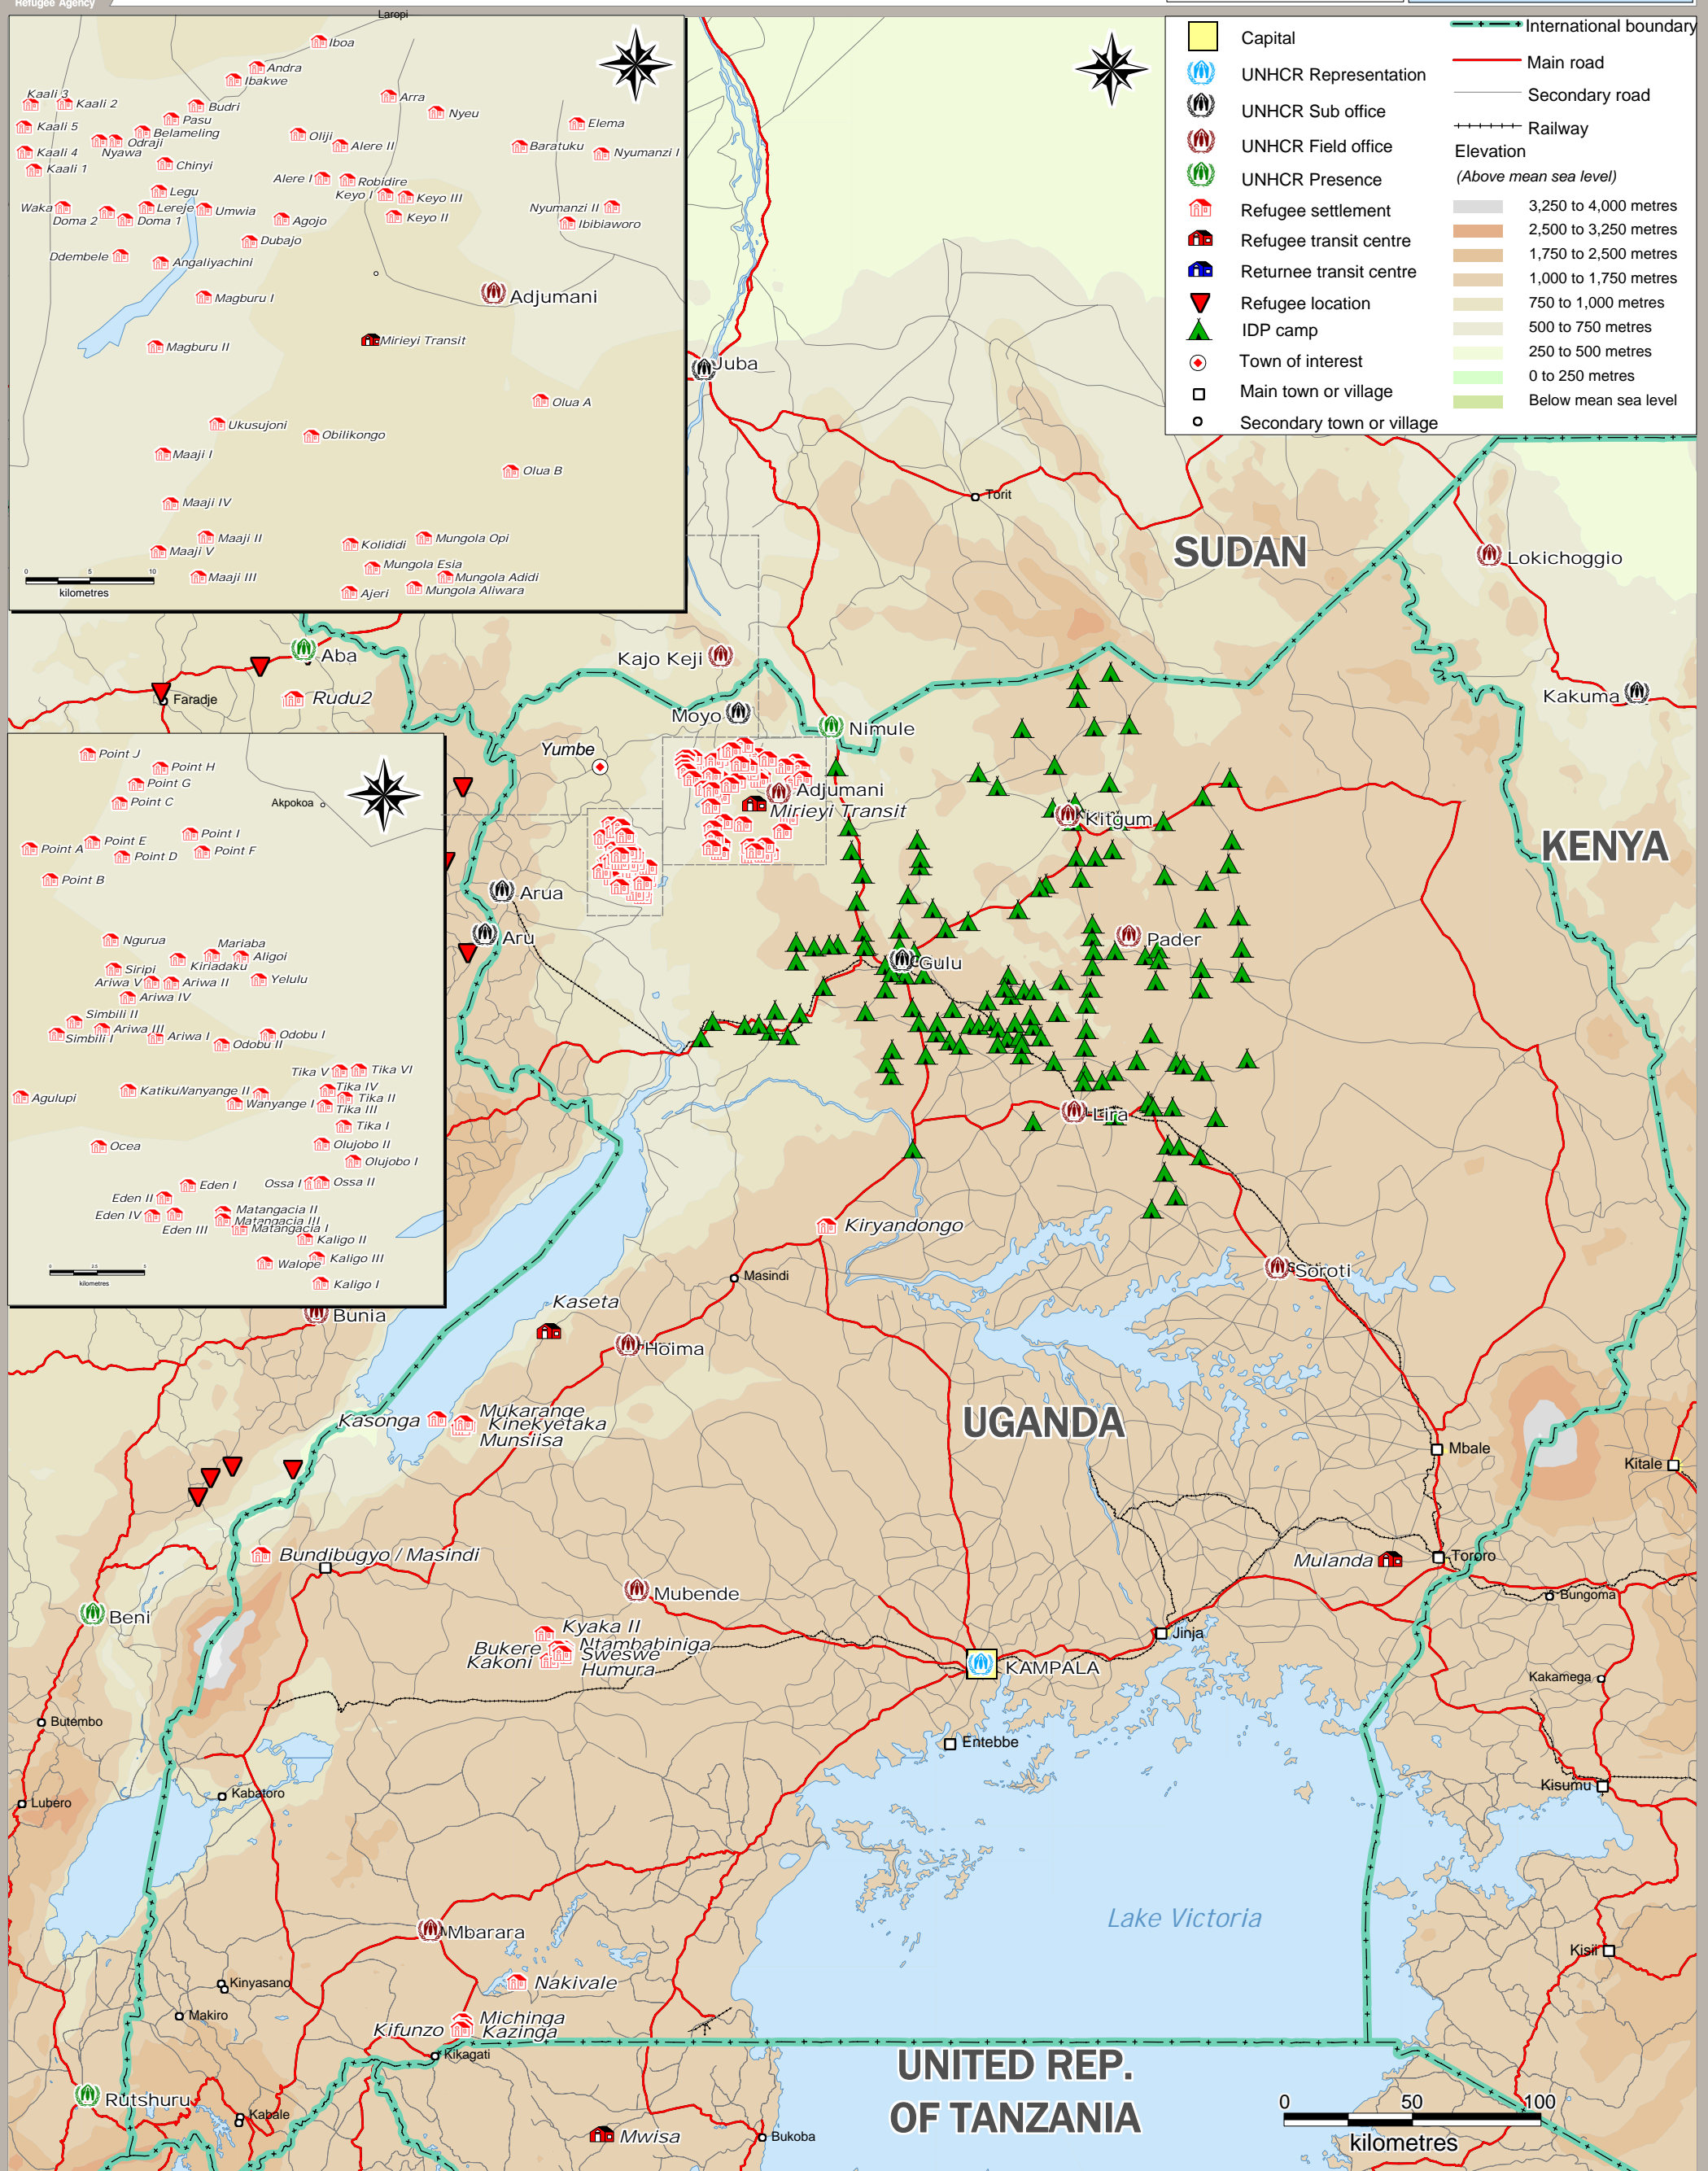 Refugee Agency
Laropi
Iboa
Andra
Ibakwe
Kaali 3
Kaali 2
Budri
Arra
Nyeu
Kaali 5
Pasu
Belameling
Odraji
Nyawa
Oliji
Alere II
Elema
Baratuku
Nyumanzi I
Kaali 4
Kaali 1
Chinyi
Alere I
Robidire
Legu
Keyo I
Keyo III
Waka
Doma 2
Lereje
Doma 1
Umwia
Agojo
Keyo II
Nyumanzi II
Ibibiaworo
Dubajo
Ddembele
Angaliyachini
Magburu I
Adjumani
Magburu II
Mirieyi Transit
Olua A
Ukusujoni
Obilikongo
Maaji I
Olua B
Maaji IV
Maaji II
Maaji V
Maaji III
Kolididi
Mungola Opi
Mungola Esia
Mungola Adidi
Mungola Aliwara
Ajeri
0 5 10
kilometres
Capital
UNHCR Representation
UNHCR Sub office
UNHCR Field office
UNHCR Presence
Refugee settlement
Refugee transit centre
Returnee transit centre
Refugee location
IDP camp
Town of interest
Main town or village
Secondary town or village
International boundary
Main road
Secondary road
Railway
Elevation
(Above mean sea level)
3,250 to 4,000 metres
2,500 to 3,250 metres
1,750 to 2,500 metres
1,000 to 1,750 metres
750 to 1,000 metres
500 to 750 metres
250 to 500 metres
0 to 250 metres
Below mean sea level
Juba
Torit
SUDAN
Lokichoggio
Kakuma
Aba
Faradje
Rudu2
Kajo Keji
Moyo
Nimule
Yumbe
Adjumani
Mirieyi Transit
Kitgum
KENYA
Arua
Aru
Pader
Gulu
Lira
Point J
Point H
Point G
Point C
Akpokoa
Point I
Point E
Point A
Point D
Point F
Point B
Ngurua
Mariaba
Kiriadaku
Aligoi
Siripi
Ariwa V
Ariwa II
Yelulu
Ariwa IV
Simbili II
Simbili I
Ariwa III
Ariwa I
Odobu I
Odobu II
Tika V
Tika VI
Agulupi
Katiku
Wanyange II
Tika IV
Wanyange I
Tika II
Tika III
Tika I
Ocea
Olujobo II
Olujobo I
Eden I
Ossa I
Ossa II
Eden II
Eden IV
Eden III
Matangacia II
Matangacia III
Matangacia I
Kaligo II
Walope
Kaligo III
Kaligo I
0 2.5 5
kilometres
Kiryandongo
Masindi
Soroti
Bunia
Kaseta
Hoima
Kasonga
Mukarange
Kinekyetaka
Munsiisa
UGANDA
Mbale
Kitale
Bundibugyo / Masindi
Mulanda
Tororo
Bungoma
Mubende
Beni
Kyaka II
Bukere
Ntambabiniga
Kakoni
Sweswe
Humura
Jinja
KAMPALA
Kakamega
Butembo
Entebbe
Kisumu
Lubero
Kabatoro
Lake Victoria
Mbarara
Kisii
Kinyasano
Nakivale
Makiro
Michinga
Kifunzo
Kazinga
Kikagati
UNITED REP.
OF TANZANIA
Rutshuru
Kabale
Mwisa
Bukoba
0 50 100
kilometres